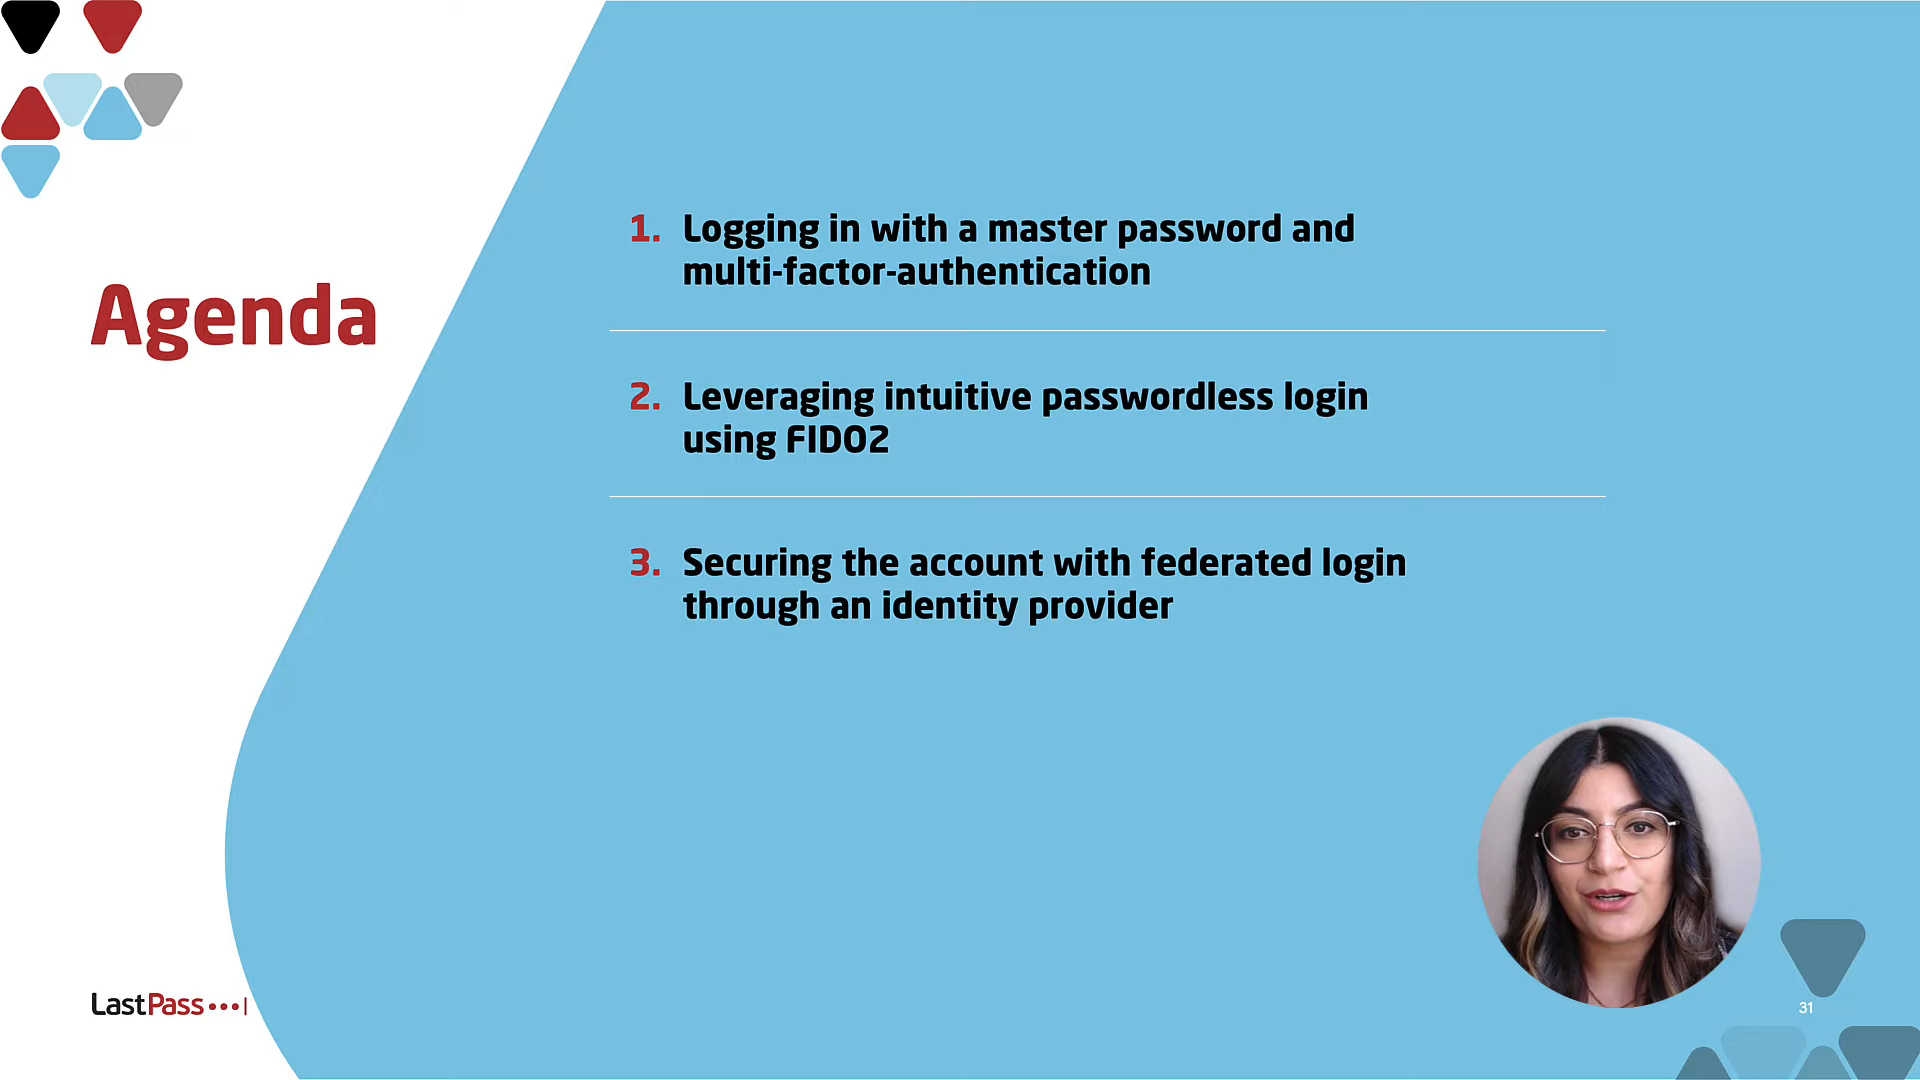 Agenda
1. Logging in with a master password and
multi-factor-authentication
2. Leveraging intuitive passwordless login
using FIDO2
3. Securing the account with federated login
through an identity provider
LastPass
31